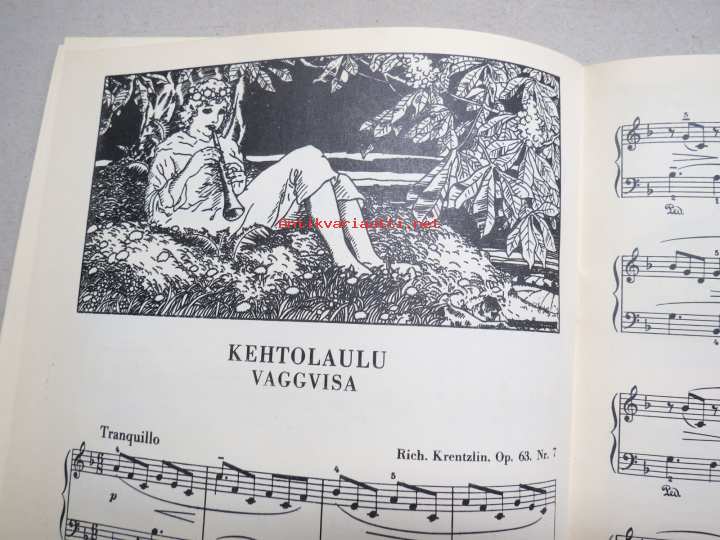 antikvariaatti.net
KEHTOLAULU
VAGGVISA
Tranquillo
Rich. Krentzlin. Op. 63. Nr. 7
p